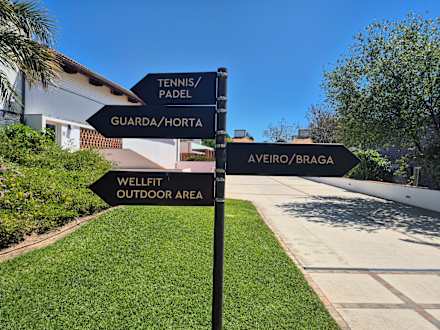 TENNIS/
PADEL
GUARDA/HORTA
AVEIRO/BRAGA
WELLFIT
OUTDOOR AREA